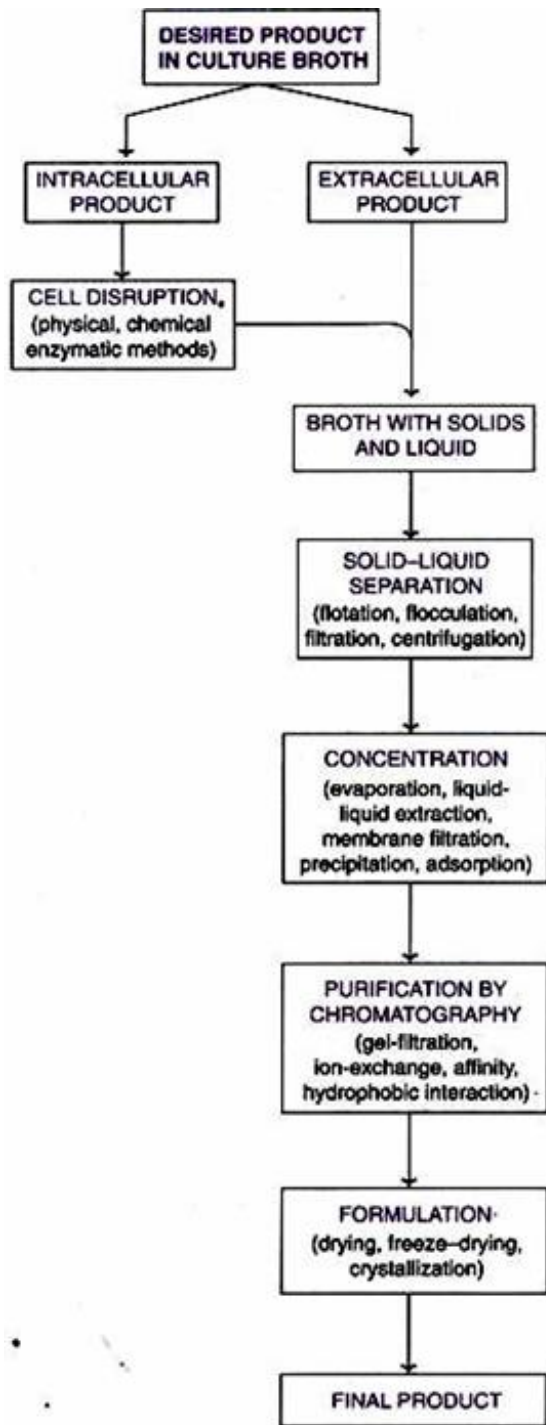 DESIRED PRODUCT
IN CULTURE BROTH
INTRACELLULAR
PRODUCT
EXTRACELLULAR
PRODUCT
CELL DISRUPTION
(physical, chemical
enzymatic methods)
BROTH WITH SOLIDS
AND LIQUID
SOLID–LIQUID
SEPARATION
(flotation, flocculation,
filtration, centrifugation)
CONCENTRATION
(evaporation, liquid-
liquid extraction,
membrane filtration,
precipitation, adsorption)
PURIFICATION BY
CHROMATOGRAPHY
(gel-filtration,
ion-exchange, affinity,
hydrophobic interaction)
FORMULATION
(drying, freeze–drying,
crystallization)
FINAL PRODUCT